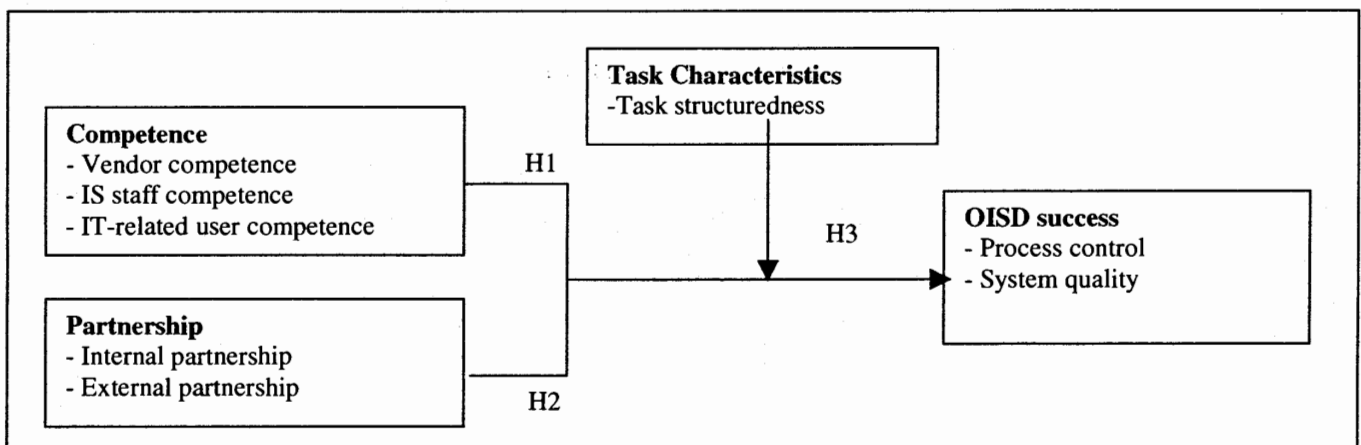 Task Characteristics
-Task structuredness
Competence
- Vendor competence
- IS staff competence
- IT-related user competence
H1
OISD success
- Process control
- System quality
H3
Partnership
- Internal partnership
- External partnership
H2